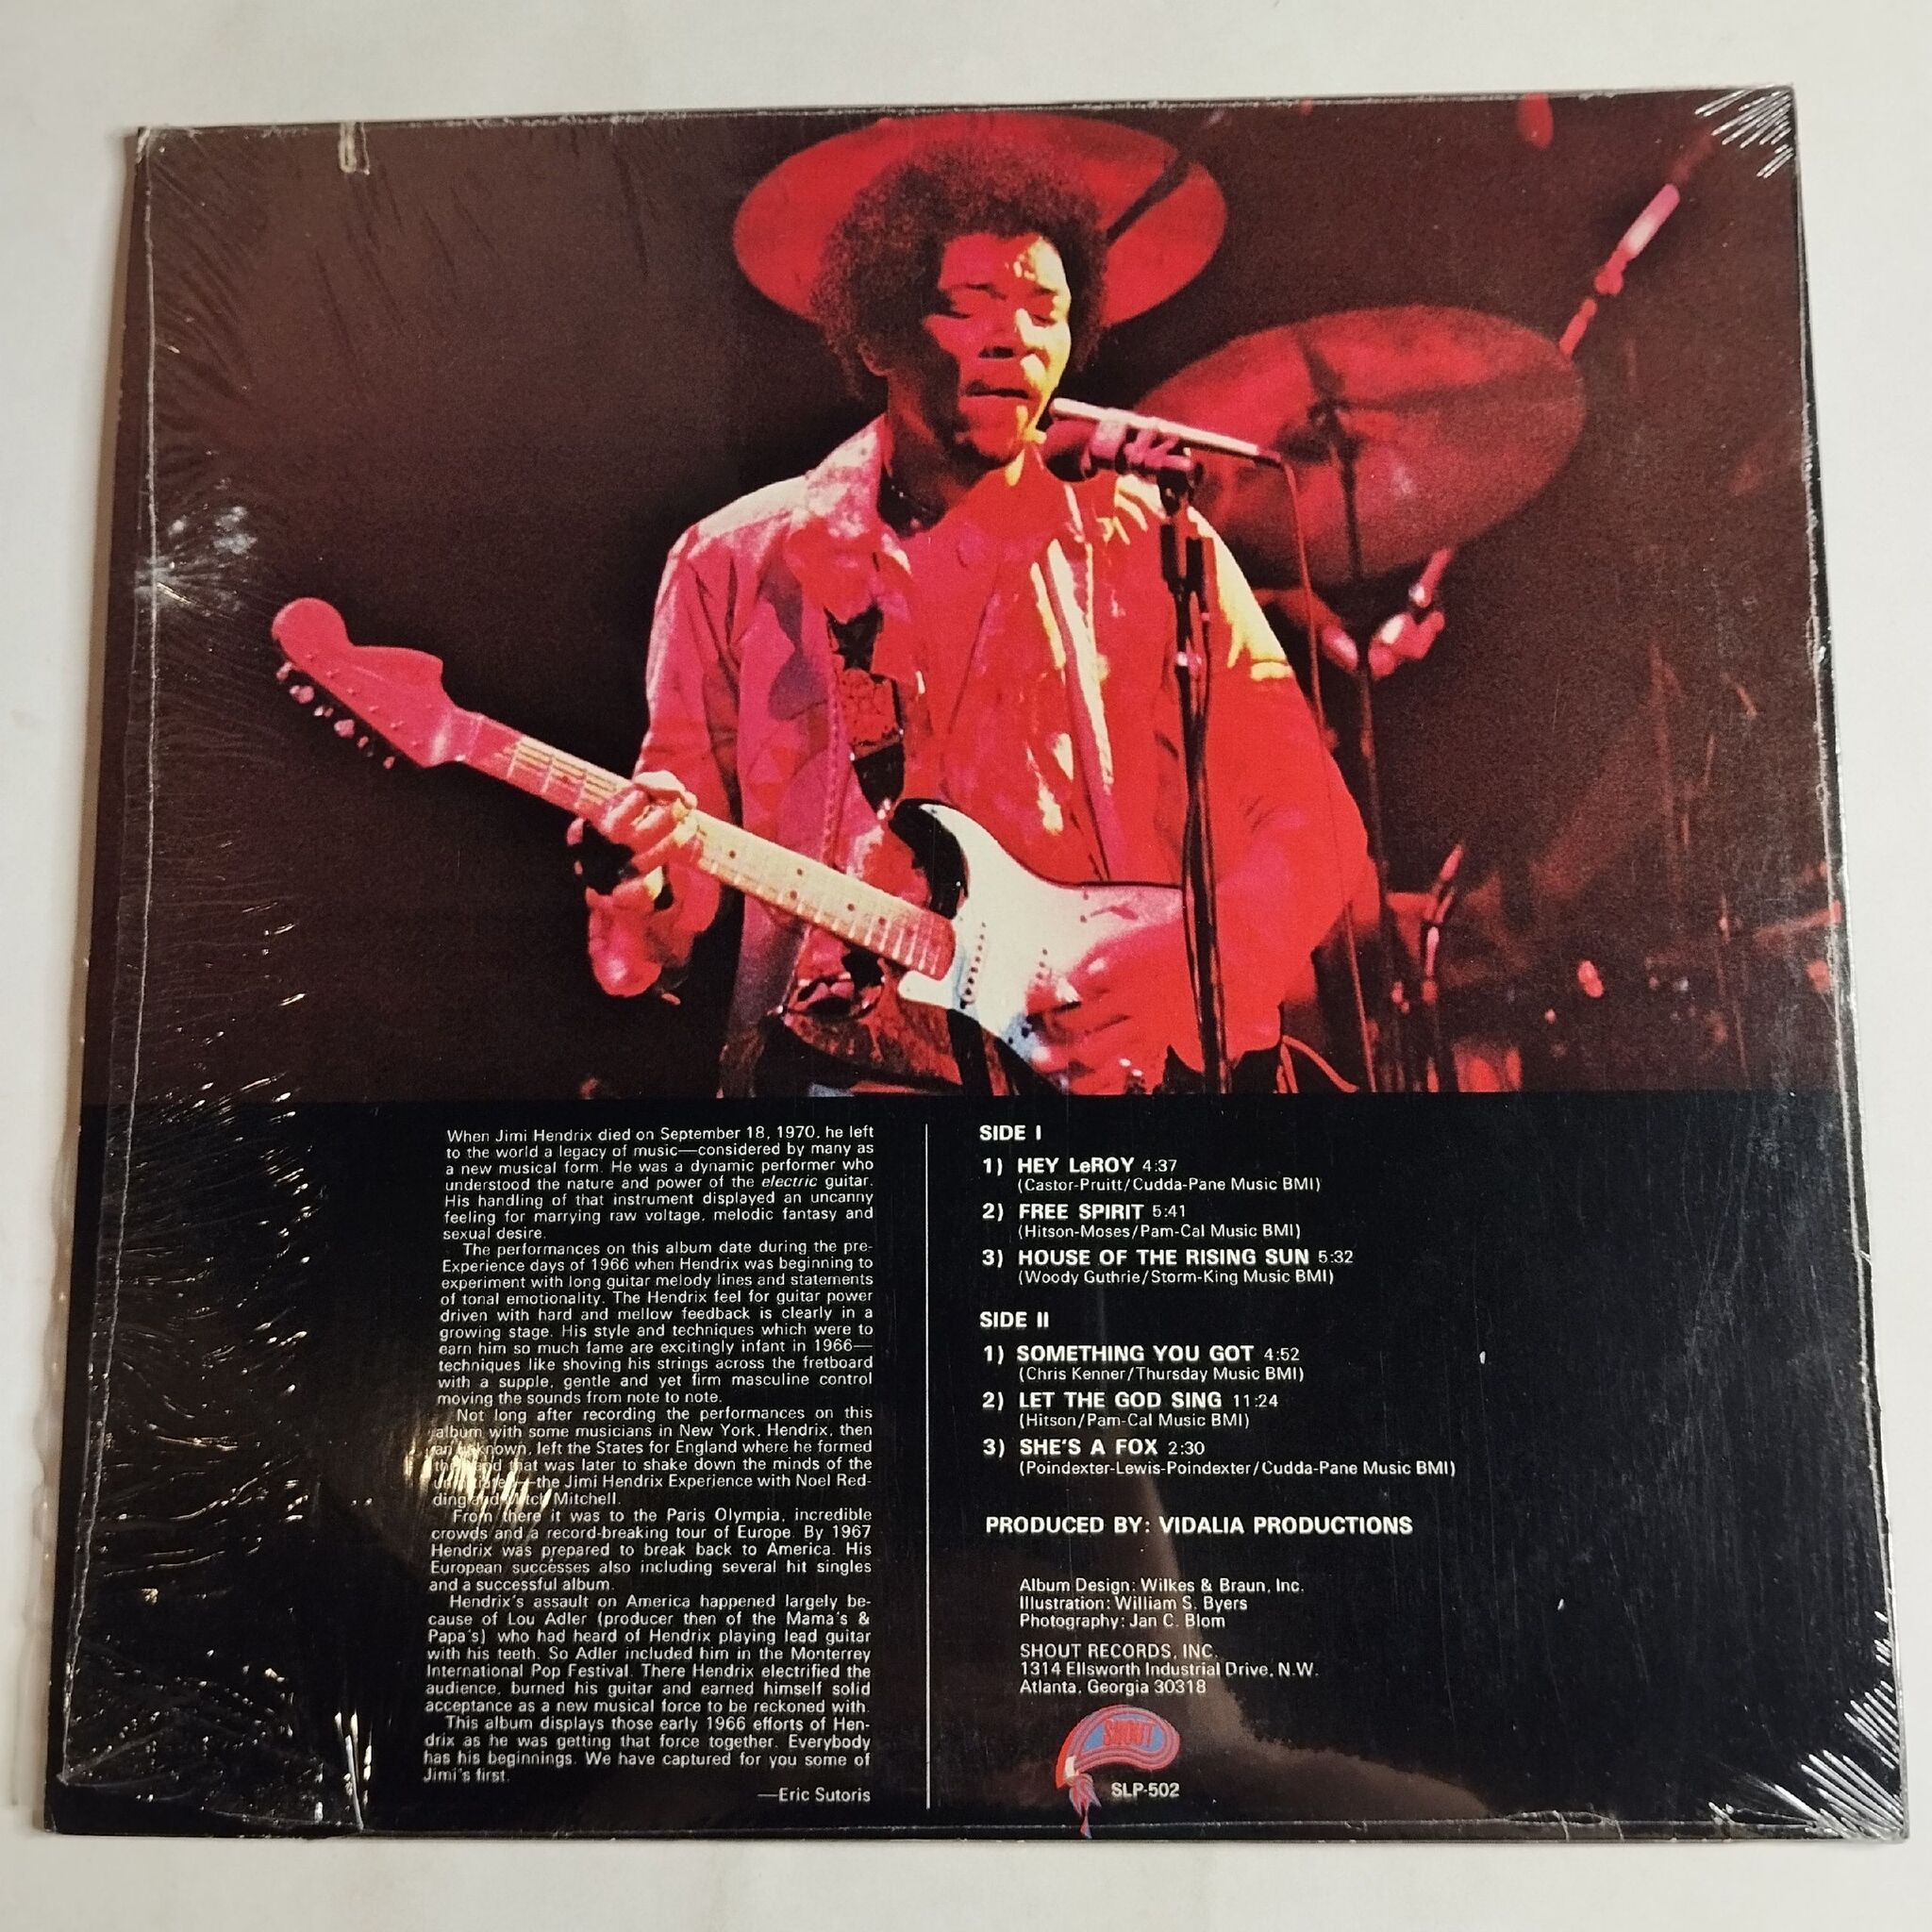 When Jimi Hendrix died on September 18, 1970, he left
to the world a legacy of music—considered by many as
a new musical form. He was a dynamic performer who
understood the nature and power of the electric guitar.
His handling of that instrument displayed an uncanny
feeling for marrying raw voltage, melodic fantasy and
sexual desire.
The performances on this album date during the pre-
Experience days of 1966 when Hendrix was beginning to
experiment with long guitar melody lines and statements
of tonal emotionality. The Hendrix feel for guitar power
driven with hard and mellow feedback is clearly in a
growing stage. His style and techniques which were to
earn him so much fame are excitingly infant in 1966—
techniques like shoving his strings across the fretboard
with a supple, gentle and yet firm masculine control
moving the sounds from note to note.
Not long after recording the performances on this
album with some musicians in New York, Hendrix, then
an unknown, left the States for England where he formed
the band that was later to shake down the minds of the
—the Jimi Hendrix Experience with Noel Red-
ding and Mitch Mitchell.
From there it was to the Paris Olympia, incredible
crowds and a record-breaking tour of Europe. By 1967
Hendrix was prepared to break back to America. His
European successes also including several hit singles
and a successful album.
Hendrix's assault on America happened largely be-
cause of Lou Adler (producer then of the Mama's &
Papa's) who had heard of Hendrix playing lead guitar
with his teeth. So Adler included him in the Monterrey
International Pop Festival. There Hendrix electrified the
audience, burned his guitar and earned himself solid
acceptance as a new musical force to be reckoned with.
This album displays those early 1966 efforts of Hen-
drix as he was getting that force together. Everybody
has his beginnings. We have captured for you some of
Jimi's first.
—Eric Sutoris
SIDE I
1) HEY LeROY 4:37
(Castor-Pruitt/Cudda-Pane Music BMI)
2) FREE SPIRIT 5:41
(Hitson-Moses/Pam-Cal Music BMI)
3) HOUSE OF THE RISING SUN 5:32
(Woody Guthrie/Storm-King Music BMI)
SIDE II
1) SOMETHING YOU GOT 4:52
(Chris Kenner/Thursday Music BMI)
2) LET THE GOD SING 11:24
(Hitson/Pam-Cal Music BMI)
3) SHE'S A FOX 2:30
(Poindexter-Lewis-Poindexter/Cudda-Pane Music BMI)
PRODUCED BY: VIDALIA PRODUCTIONS
Album Design: Wilkes & Braun, Inc.
Illustration: William S. Byers
Photography: Jan C. Blom
SHOUT RECORDS, INC.
1314 Ellsworth Industrial Drive, N.W.
Atlanta, Georgia 30318
SHOUT
SLP-502